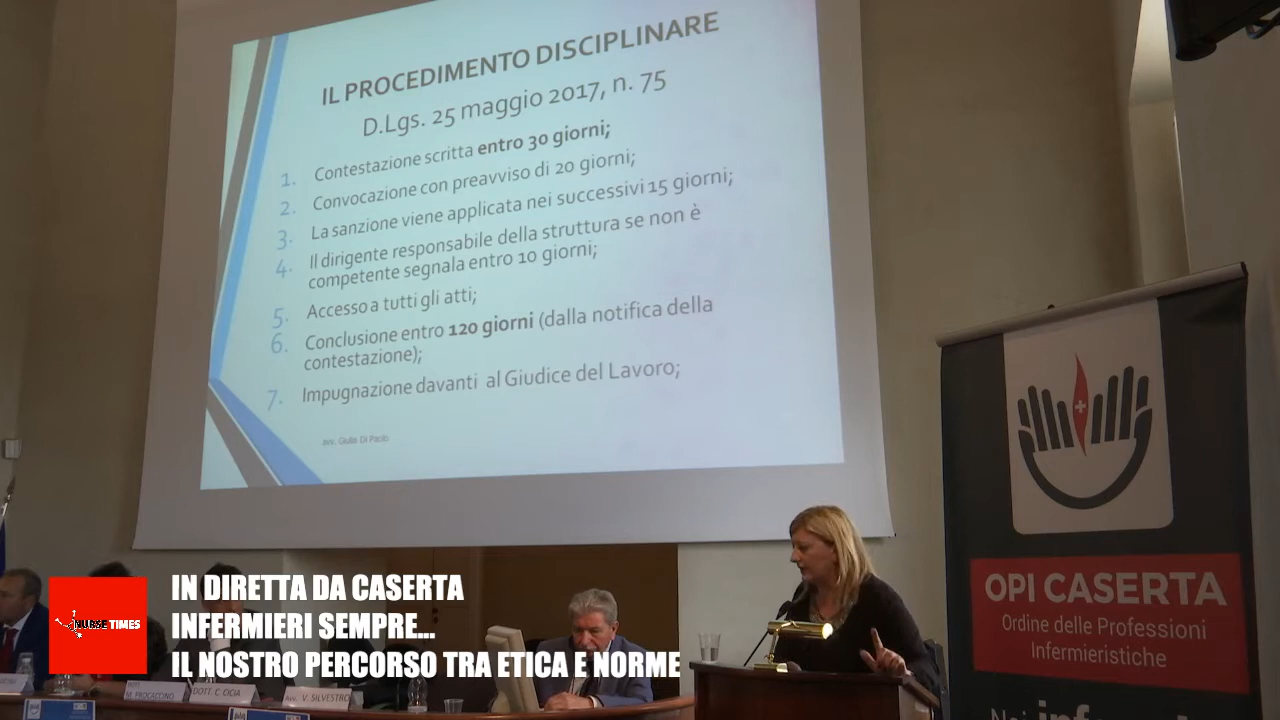 IL PROCEDIMENTO DISCIPLINARE
D.Lgs. 25 maggio 2017, n. 75
1. Contestazione scritta entro 30 giorni;
2. Convocazione con preavviso di 20 giorni;
3. La sanzione viene applicata nei successivi 15 giorni;
4. Il dirigente responsabile della struttura se non è
competente segnala entro 10 giorni;
5. Accesso a tutti gli atti;
6. Conclusione entro 120 giorni (dalla notifica della
contestazione);
7. Impugnazione davanti al Giudice del Lavoro;
avv. Giulia Di Paolo
OPI CASERTA
Ordine delle Professioni
Infermieristiche
NURSE TIMES
IN DIRETTA DA CASERTA
INFERMIERI SEMPRE...
IL NOSTRO PERCORSO TRA ETICA E NORME
M. PROCACCINO
DOTT. C. CICIA
AVV. V. SILVESTRO